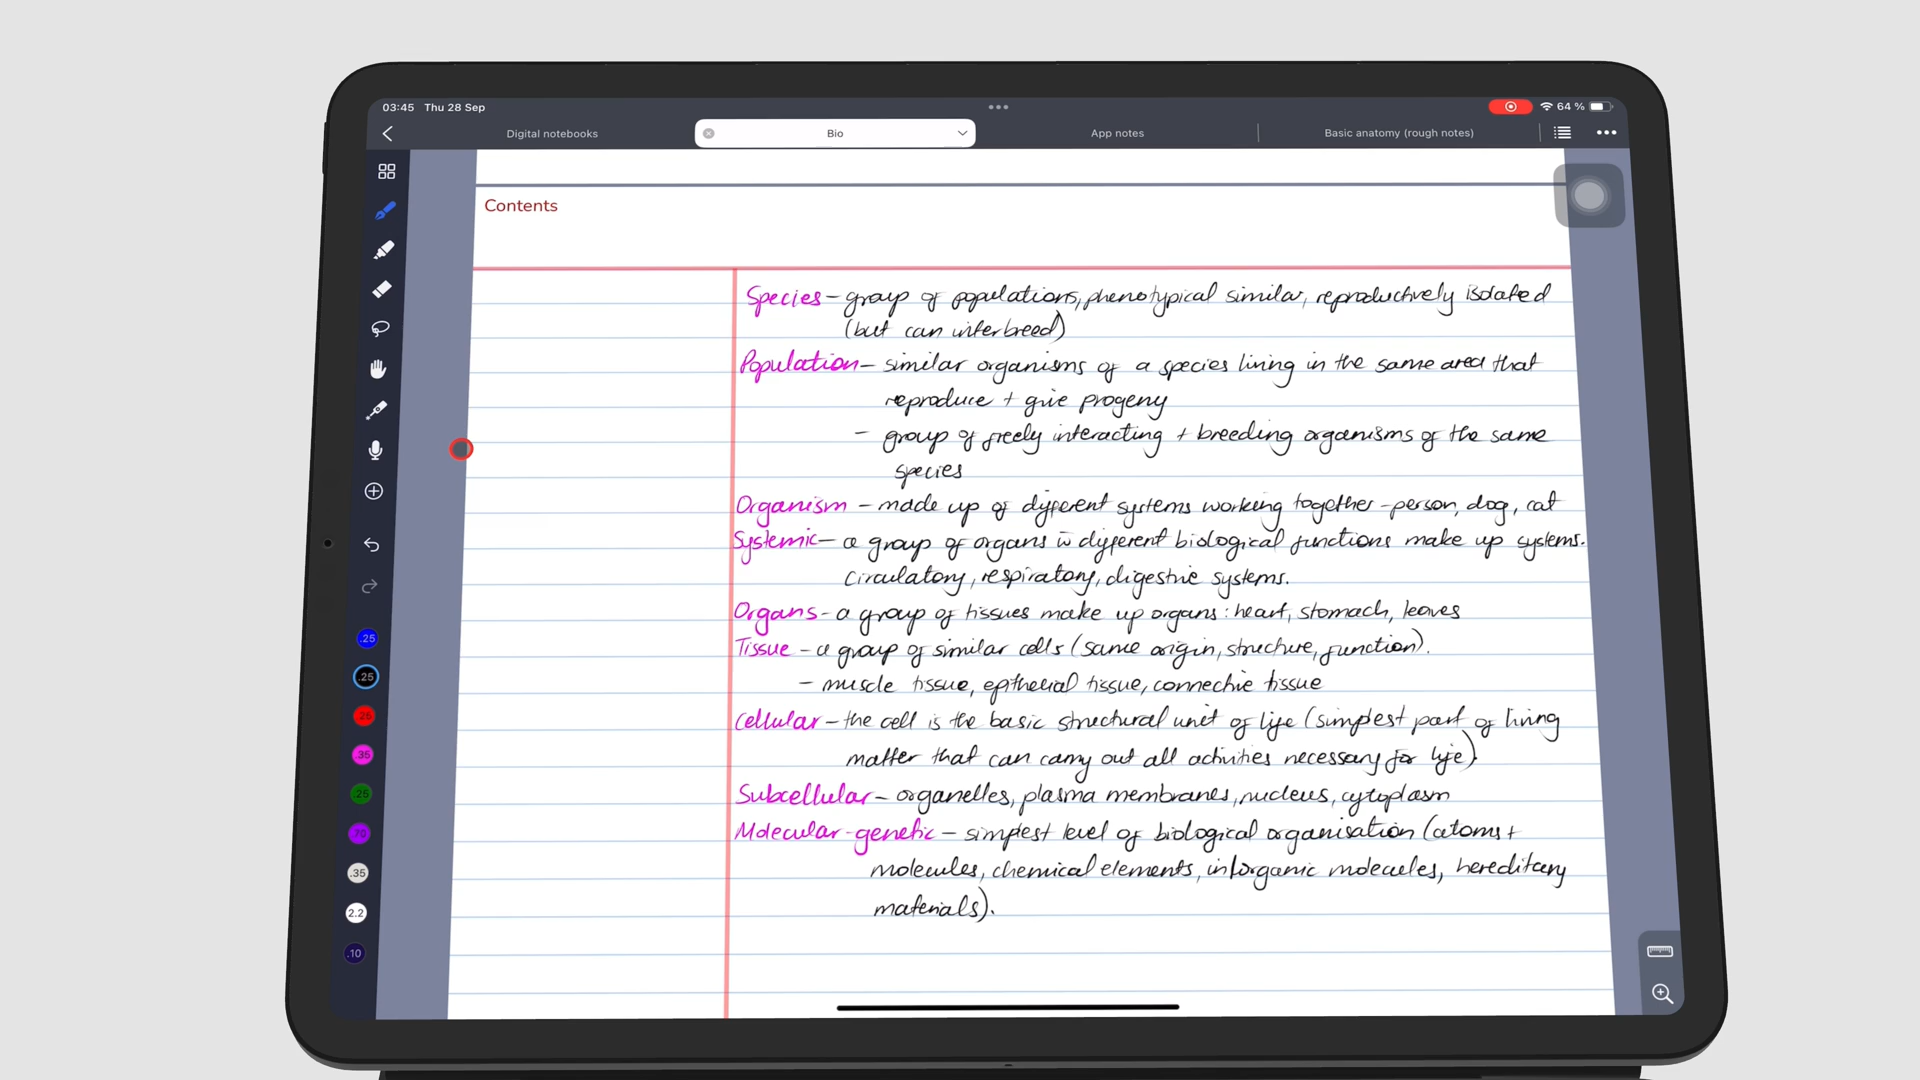 03:45 Thu 28 Sep
64 %
Digital notebooks
Bio
App notes
Basic anatomy (rough notes)
Contents
Species – group of populations, phenotypical similar, reproductively isolated
(but can interbreed)
Population – similar organisms of a species living in the same area that
reproduce + give progeny
– group of freely interacting + breeding organisms of the same
species
Organism – made up of different systems working together – person, dog, cat
Systemic – a group of organs w different biological functions make up systems.
Circulatory, respiratory, digestive systems.
Organs – a group of tissues make up organs: heart, stomach, leaves
Tissue – a group of similar cells (same origin, structure, function).
– muscle tissue, epithelial tissue, connective tissue
Cellular – the cell is the basic structural unit of life (simplest part of living
matter that can carry out all activities necessary for life)
Subcellular – organelles, plasma membranes, nucleus, cytoplasm
Molecular-genetic – simplest level of biological organisation (atoms +
molecules, chemical elements, in/organic molecules, hereditary
materials).
.25
.25
.25
.35
.25
.70
.35
2.2
.10